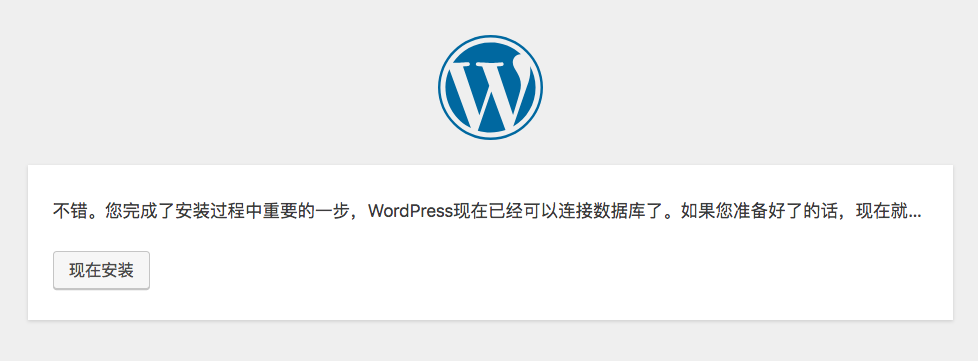 不错。您完成了安装过程中重要的一步，WordPress现在已经可以连接数据库了。如果您准备好了的话，现在就…
现在安装